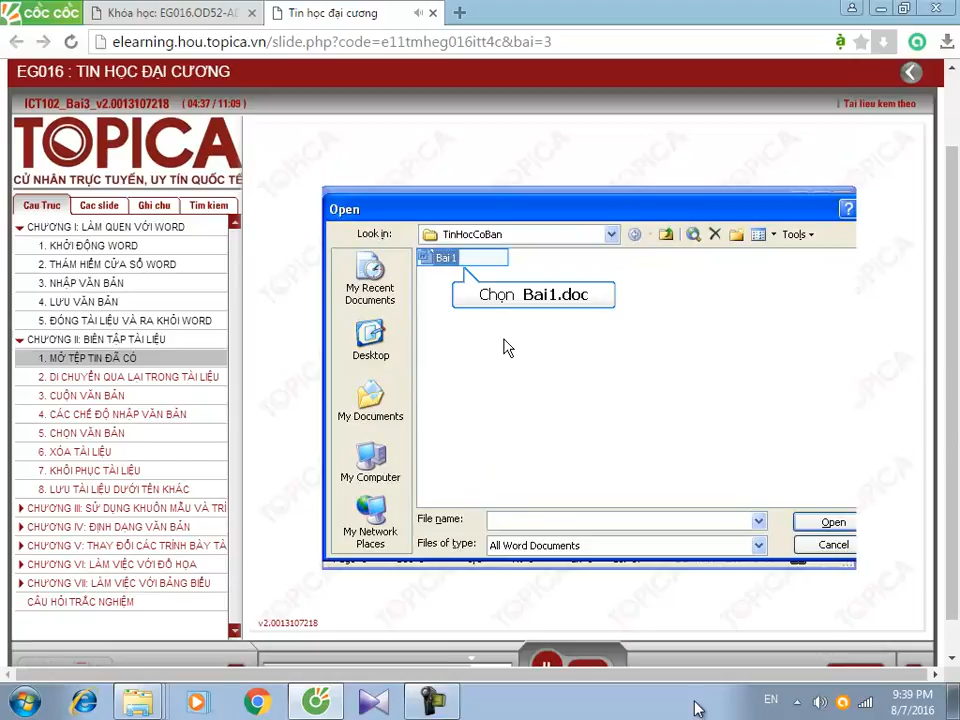 cốc cốc
Khóa học: EG016.OD52-AD
Tin học đại cương
elearning.hou.topica.vn/slide.php?code=e11tmheg016itt4c&bai=3
EG016 : TIN HỌC ĐẠI CƯƠNG
ICT102_Bai3_v2.0013107218 ( 04:37 / 11:09 )
Tai lieu kem theo
TOPICA
CỬ NHÂN TRỰC TUYẾN, UY TÍN QUỐC TẾ
Cau Truc
Cac slide
Ghi chu
Tim kiem
CHƯƠNG I: LÀM QUEN VỚI WORD
1. KHỞI ĐỘNG WORD
2. THÁM HIỂM CỬA SỔ WORD
3. NHẬP VĂN BẢN
4. LƯU VĂN BẢN
5. ĐÓNG TÀI LIỆU VÀ RA KHỎI WORD
CHƯƠNG II: BIÊN TẬP TÀI LIỆU
1. MỞ TỆP TIN ĐÃ CÓ
2. DI CHUYỂN QUA LẠI TRONG TÀI LIỆU
3. CUỘN VĂN BẢN
4. CÁC CHẾ ĐỘ NHẬP VĂN BẢN
5. CHỌN VĂN BẢN
6. XÓA TÀI LIỆU
7. KHÔI PHỤC TÀI LIỆU
8. LƯU TÀI LIỆU DƯỚI TÊN KHÁC
CHƯƠNG III: SỬ DỤNG KHUÔN MẪU VÀ TRÌ
CHƯƠNG IV: ĐỊNH DẠNG VĂN BẢN
CHƯƠNG V: THAY ĐỔI CÁC TRÌNH BÀY TÀ
CHƯƠNG VI: LÀM VIỆC VỚI ĐỒ HỌA
CHƯƠNG VII: LÀM VIỆC VỚI BẢNG BIỂU
CÂU HỎI TRẮC NGHIỆM
Open
Look in:
TinHocCoBan
Tools
Bai1
Chọn Bai1.doc
My Recent
Documents
Desktop
My Documents
My Computer
My Network
Places
File name:
Open
Files of type:
All Word Documents
Cancel
v2.0013107218
EN
9:39 PM
8/7/2016